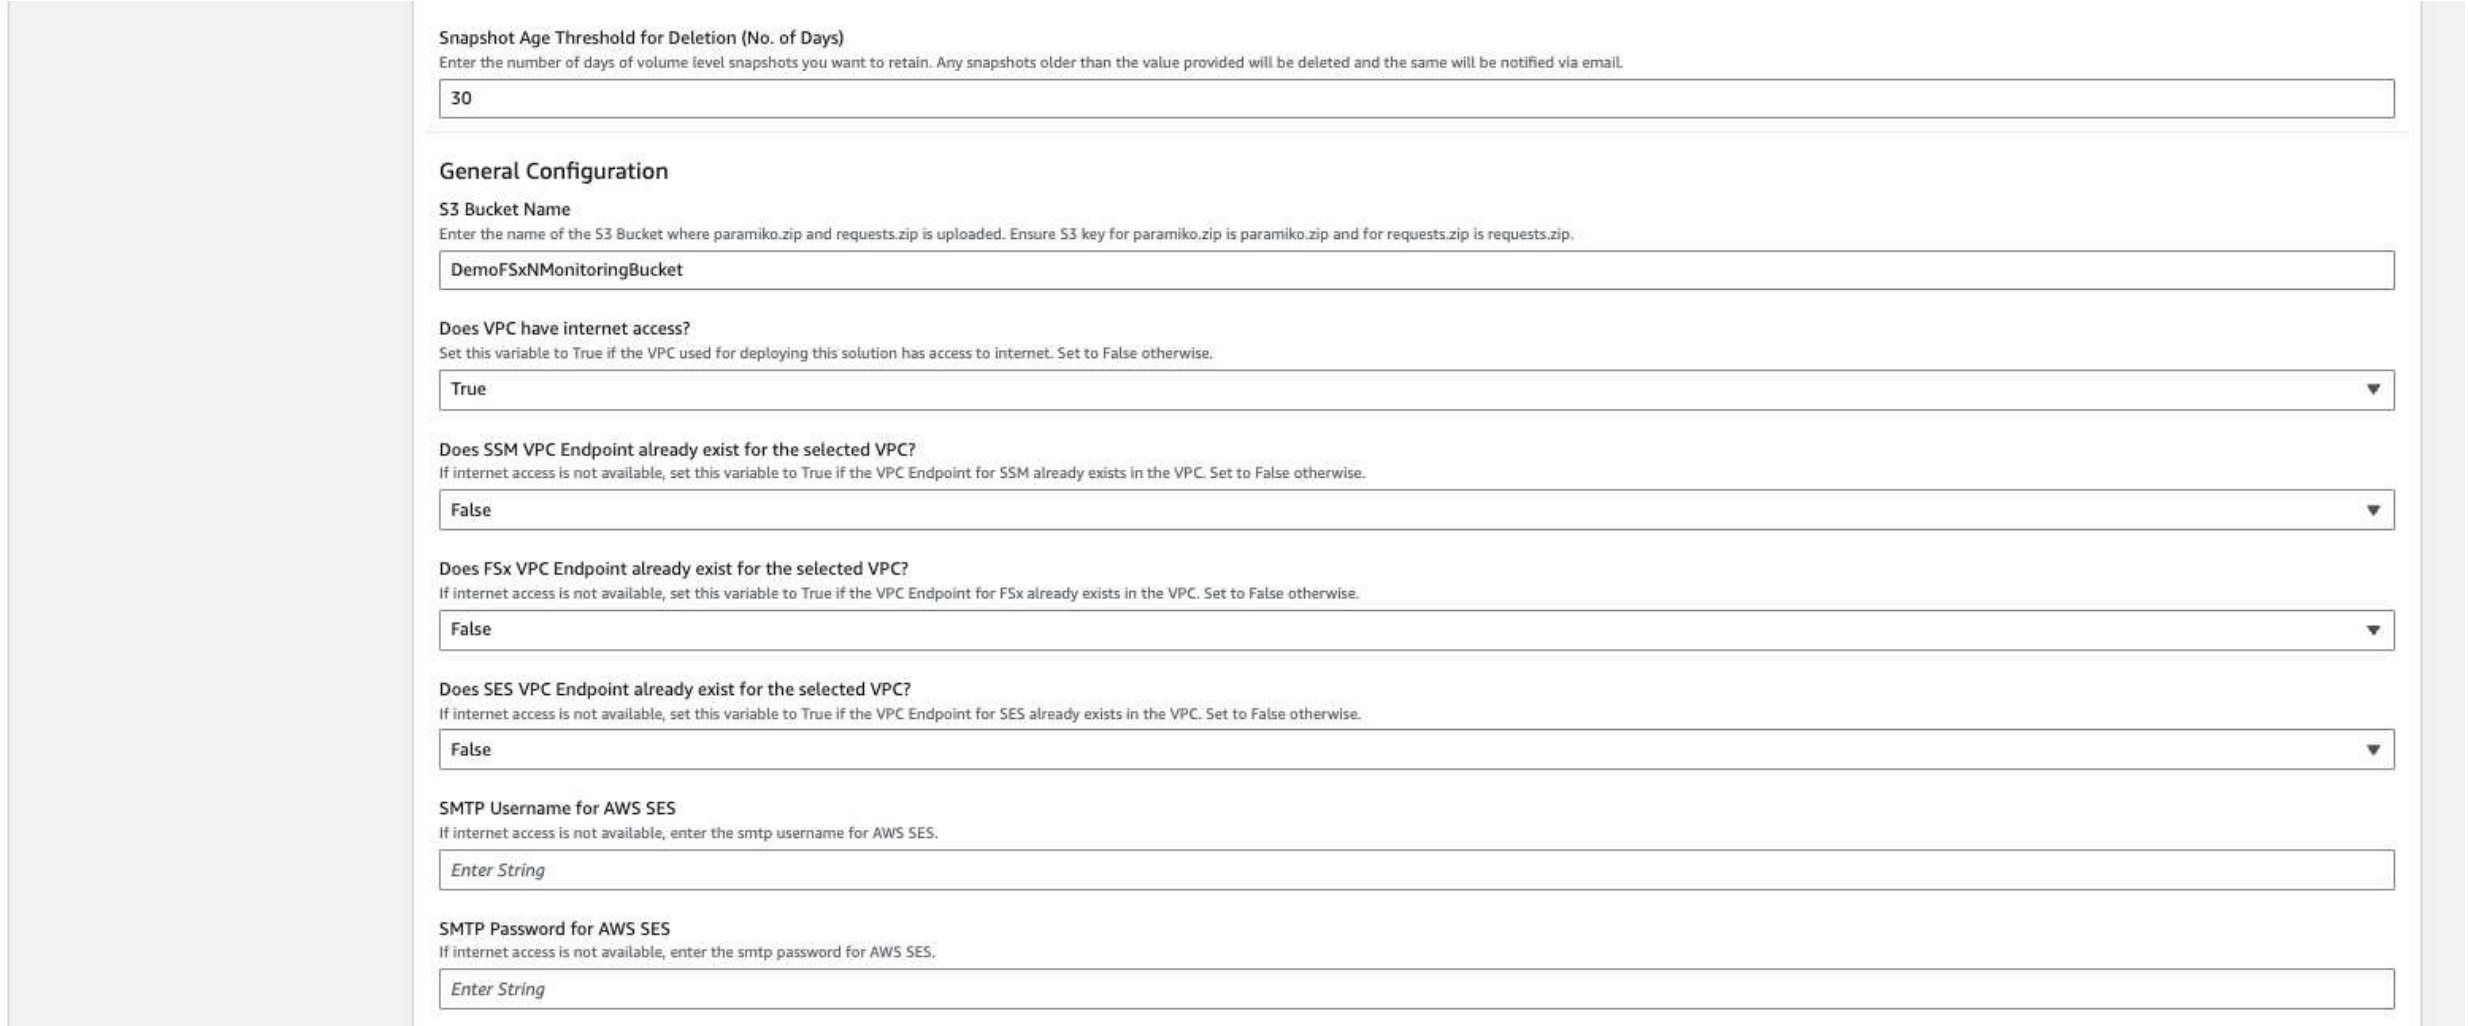 Snapshot Age Threshold for Deletion (No. of Days)
Enter the number of days of volume level snapshots you want to retain. Any snapshots older than the value provided will be deleted and the same will be notified via email.
30
General Configuration
S3 Bucket Name
Enter the name of the S3 Bucket where paramiko.zip and requests.zip is uploaded. Ensure S3 key for paramiko.zip is paramiko.zip and for requests.zip is requests.zip.
DemoFSxNMonitoringBucket
Does VPC have internet access?
Set this variable to True if the VPC used for deploying this solution has access to internet. Set to False otherwise.
True
Does SSM VPC Endpoint already exist for the selected VPC?
If internet access is not available, set this variable to True if the VPC Endpoint for SSM already exists in the VPC. Set to False otherwise.
False
Does FSx VPC Endpoint already exist for the selected VPC?
If internet access is not available, set this variable to True if the VPC Endpoint for FSx already exists in the VPC. Set to False otherwise.
False
Does SES VPC Endpoint already exist for the selected VPC?
If internet access is not available, set this variable to True if the VPC Endpoint for SES already exists in the VPC. Set to False otherwise.
False
SMTP Username for AWS SES
If internet access is not available, enter the smtp username for AWS SES.
Enter String
SMTP Password for AWS SES
If internet access is not available, enter the smtp password for AWS SES.
Enter String